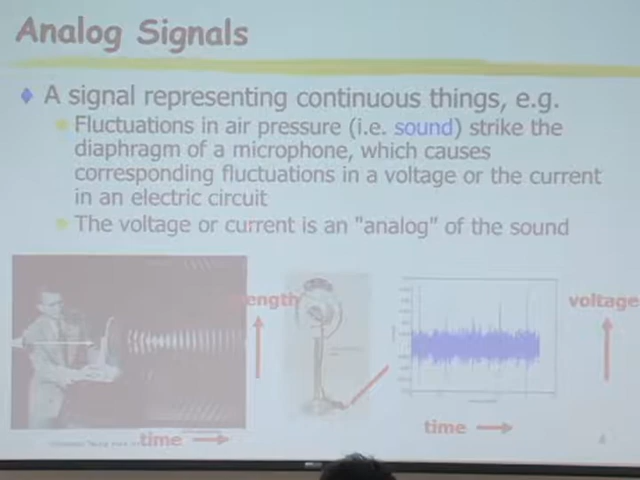 Analog Signals
A signal representing continuous things, e.g.
Fluctuations in air pressure (i.e. sound) strike the
diaphragm of a microphone, which causes
corresponding fluctuations in a voltage or the current
in an electric circuit
The voltage or current is an "analog" of the sound
ength
voltage
time
time